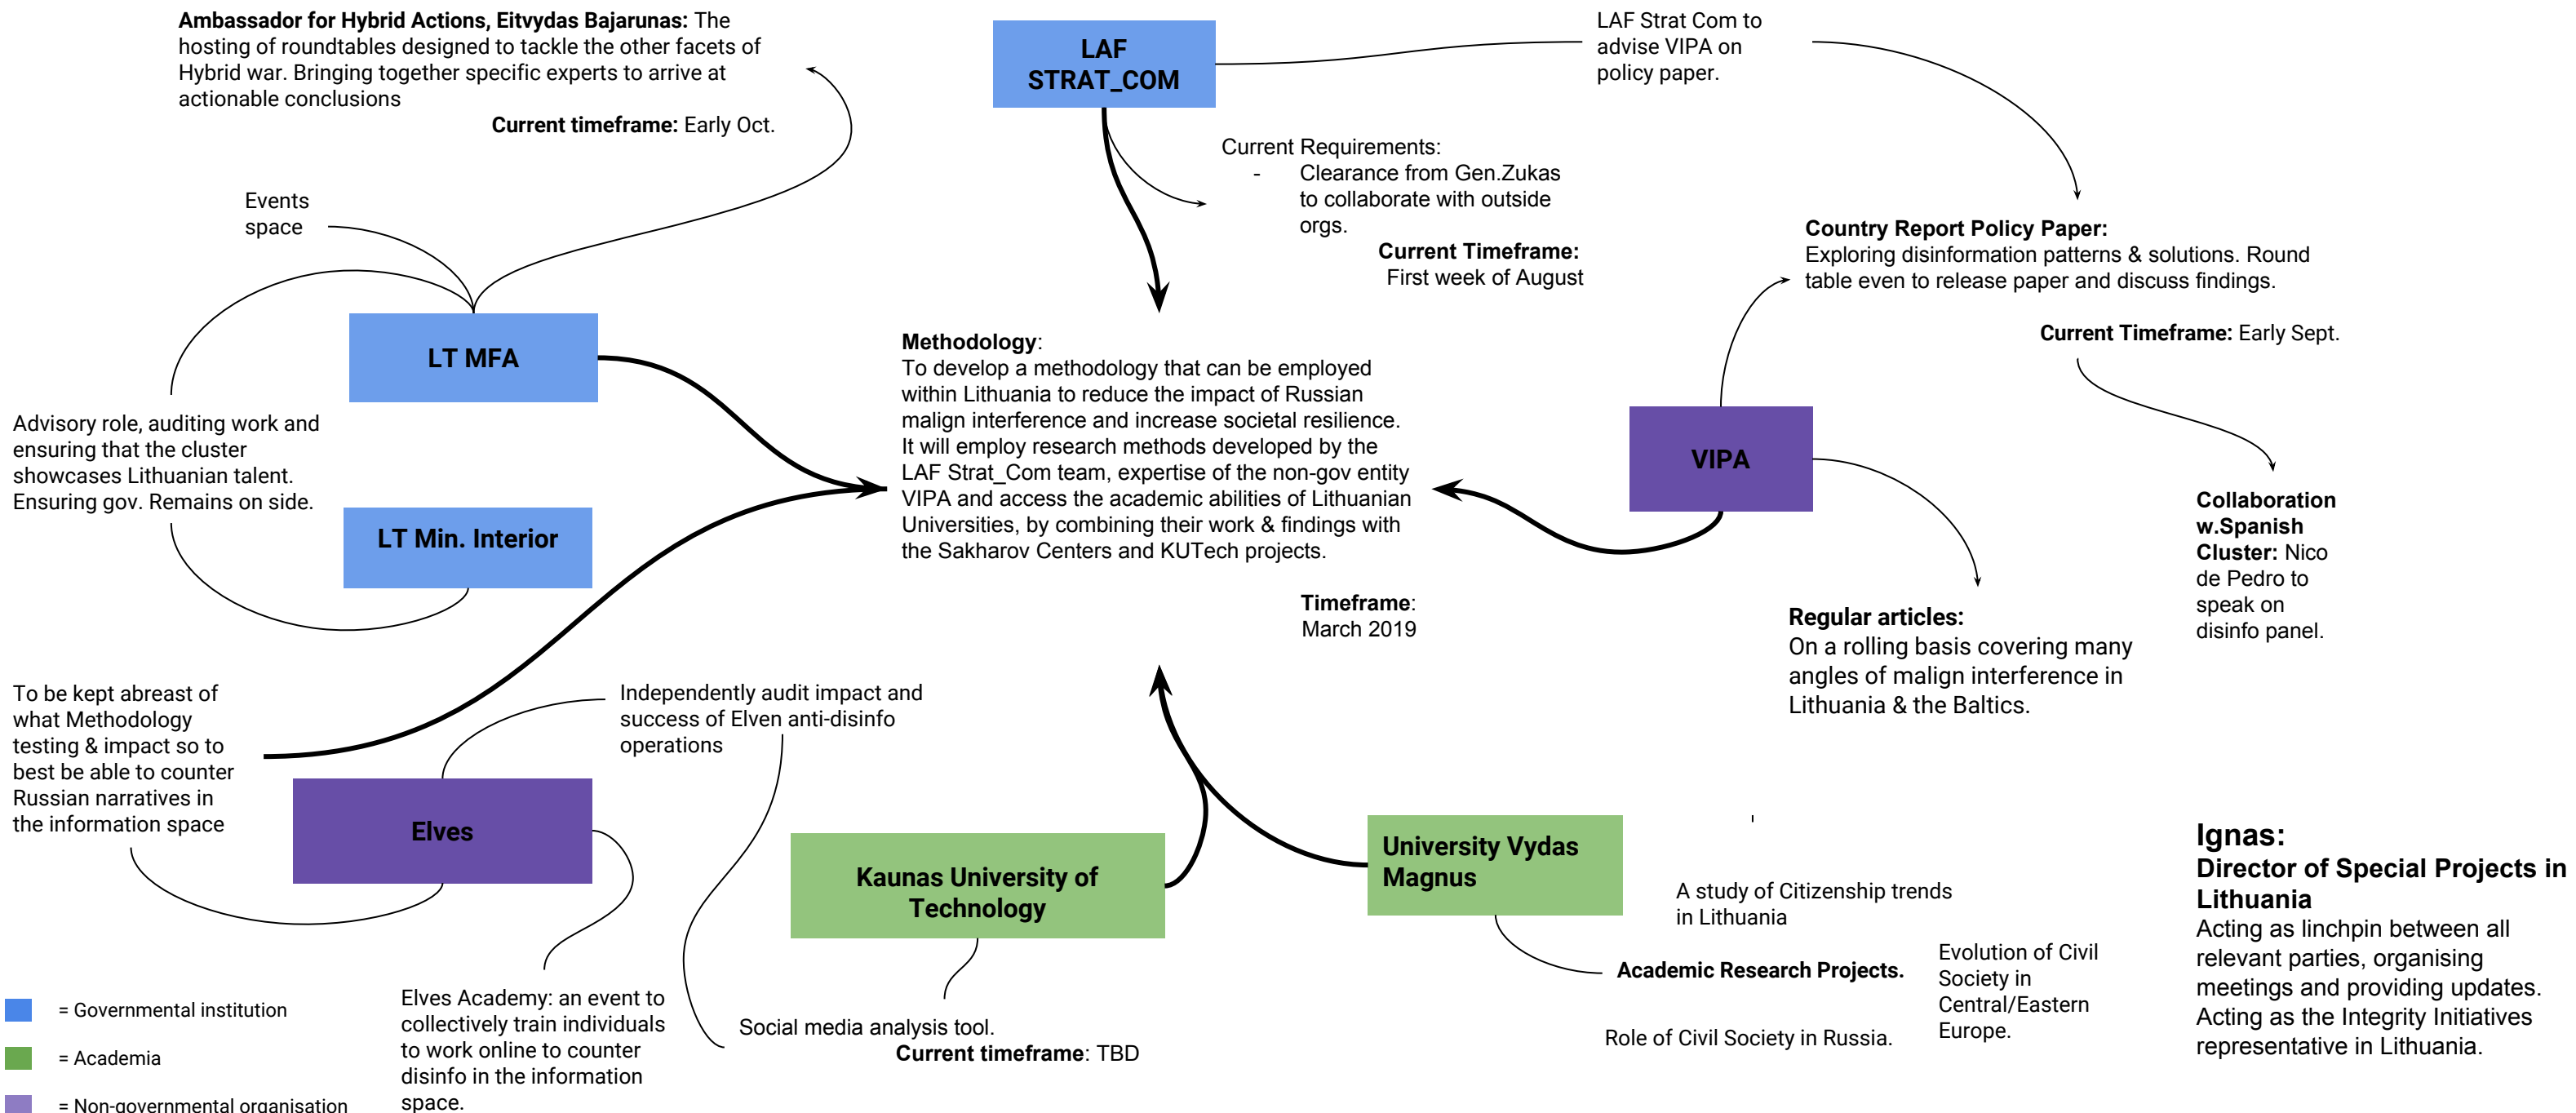 Ambassador for Hybrid Actions, Eitvydas Bajarunas: The
hosting of roundtables designed to tackle the other facets of
Hybrid war. Bringing together specific experts to arrive at
actionable conclusions
Current timeframe: Early Oct.
LAF
STRAT_COM
LAF Strat Com to
advise VIPA on
policy paper.
Current Requirements:
- Clearance from Gen.Zukas
to collaborate with outside
orgs.
Current Timeframe:
First week of August
Events
space
Country Report Policy Paper:
Exploring disinformation patterns & solutions. Round
table even to release paper and discuss findings.
Current Timeframe: Early Sept.
LT MFA
Methodology:
To develop a methodology that can be employed
within Lithuania to reduce the impact of Russian
malign interference and increase societal resilience.
It will employ research methods developed by the
LAF Strat_Com team, expertise of the non-gov entity
VIPA and access the academic abilities of Lithuanian
Universities, by combining their work & findings with
the Sakharov Centers and KUTech projects.
Timeframe:
March 2019
VIPA
Advisory role, auditing work and
ensuring that the cluster
showcases Lithuanian talent.
Ensuring gov. Remains on side.
LT Min. Interior
Collaboration
w.Spanish
Cluster: Nico
de Pedro to
speak on
disinfo panel.
Regular articles:
On a rolling basis covering many
angles of malign interference in
Lithuania & the Baltics.
To be kept abreast of
what Methodology
testing & impact so to
best be able to counter
Russian narratives in
the information space
Independently audit impact and
success of Elven anti-disinfo
operations
Elves
Kaunas University of
Technology
University Vydas
Magnus
A study of Citizenship trends
in Lithuania
Academic Research Projects.
Evolution of Civil
Society in
Central/Eastern
Europe.
Role of Civil Society in Russia.
Ignas:
Director of Special Projects in
Lithuania
Acting as linchpin between all
relevant parties, organising
meetings and providing updates.
Acting as the Integrity Initiatives
representative in Lithuania.
Elves Academy: an event to
collectively train individuals
to work online to counter
disinfo in the information
space.
Social media analysis tool.
Current timeframe: TBD
= Governmental institution
= Academia
= Non-governmental organisation